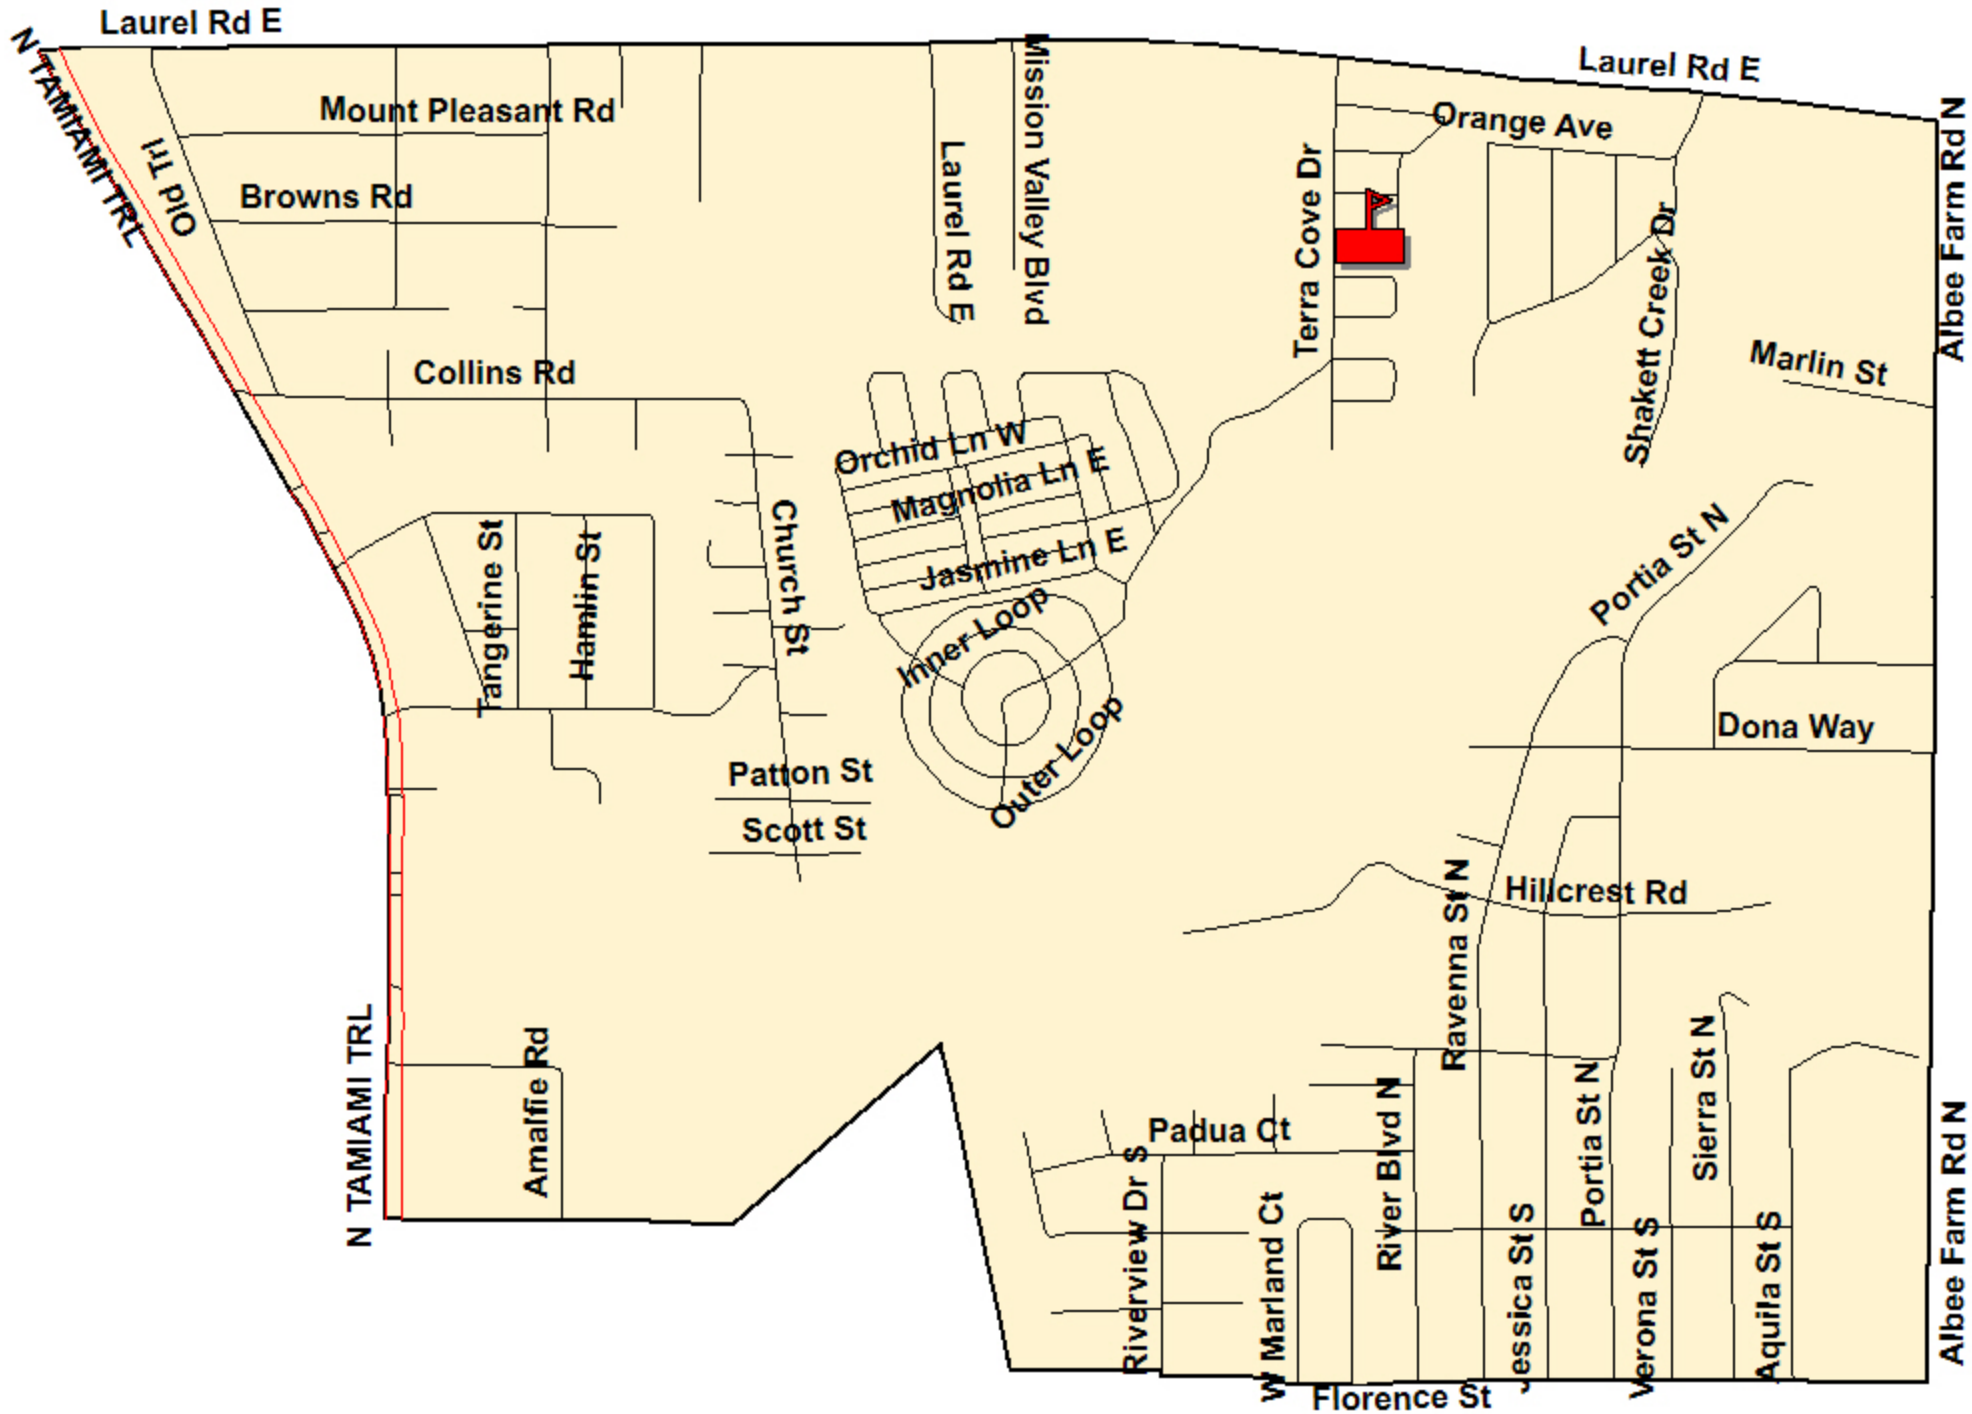 Laurel Rd E
N TAMIAMI TRL
Old Trl
Mount Pleasant Rd
Browns Rd
Collins Rd
Laurel Rd E
Mission Valley Blvd
Terra Cove Dr
Laurel Rd E
Orange Ave
Shakett Creek Dr
Albee Farm Rd N
Marlin St
Orchid Ln W
Magnolia Ln E
Jasmine Ln E
Inner Loop
Outer Loop
Church St
Tangerine St
Hamlin St
Patton St
Scott St
Portia St N
Dona Way
Hillcrest Rd
Ravenna St N
N TAMIAMI TRL
Amalfie Rd
Padua Ct
Riverview Dr S
W Marland Ct
River Blvd N
Jessica St S
Portia St N
Verona St S
Sierra St N
Aquila St S
Albee Farm Rd N
Florence St